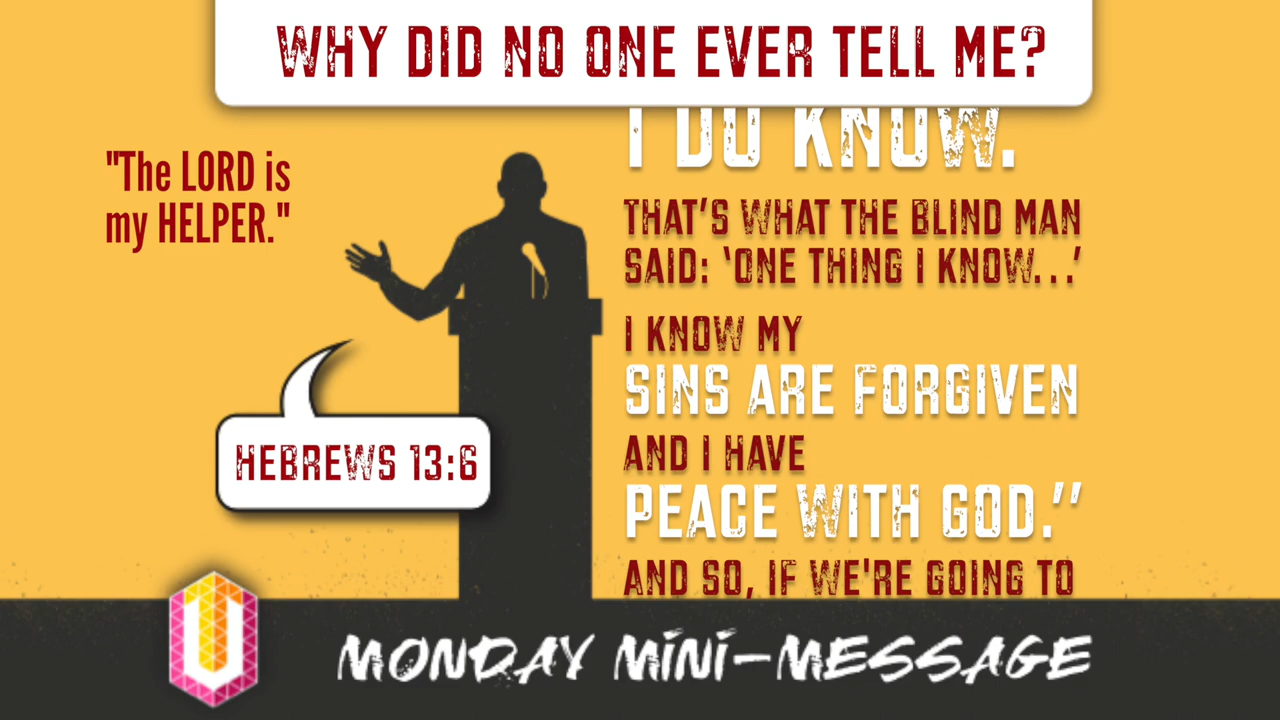 WHY DID NO ONE EVER TELL ME?
"The LORD is
my HELPER."
HEBREWS 13:6
I DO KNOW.
THAT'S WHAT THE BLIND MAN
SAID: 'ONE THING I KNOW...'
I KNOW MY
SINS ARE FORGIVEN
AND I HAVE
PEACE WITH GOD."
AND SO, IF WE'RE GOING TO
U
MONDAY MINI-MESSAGE